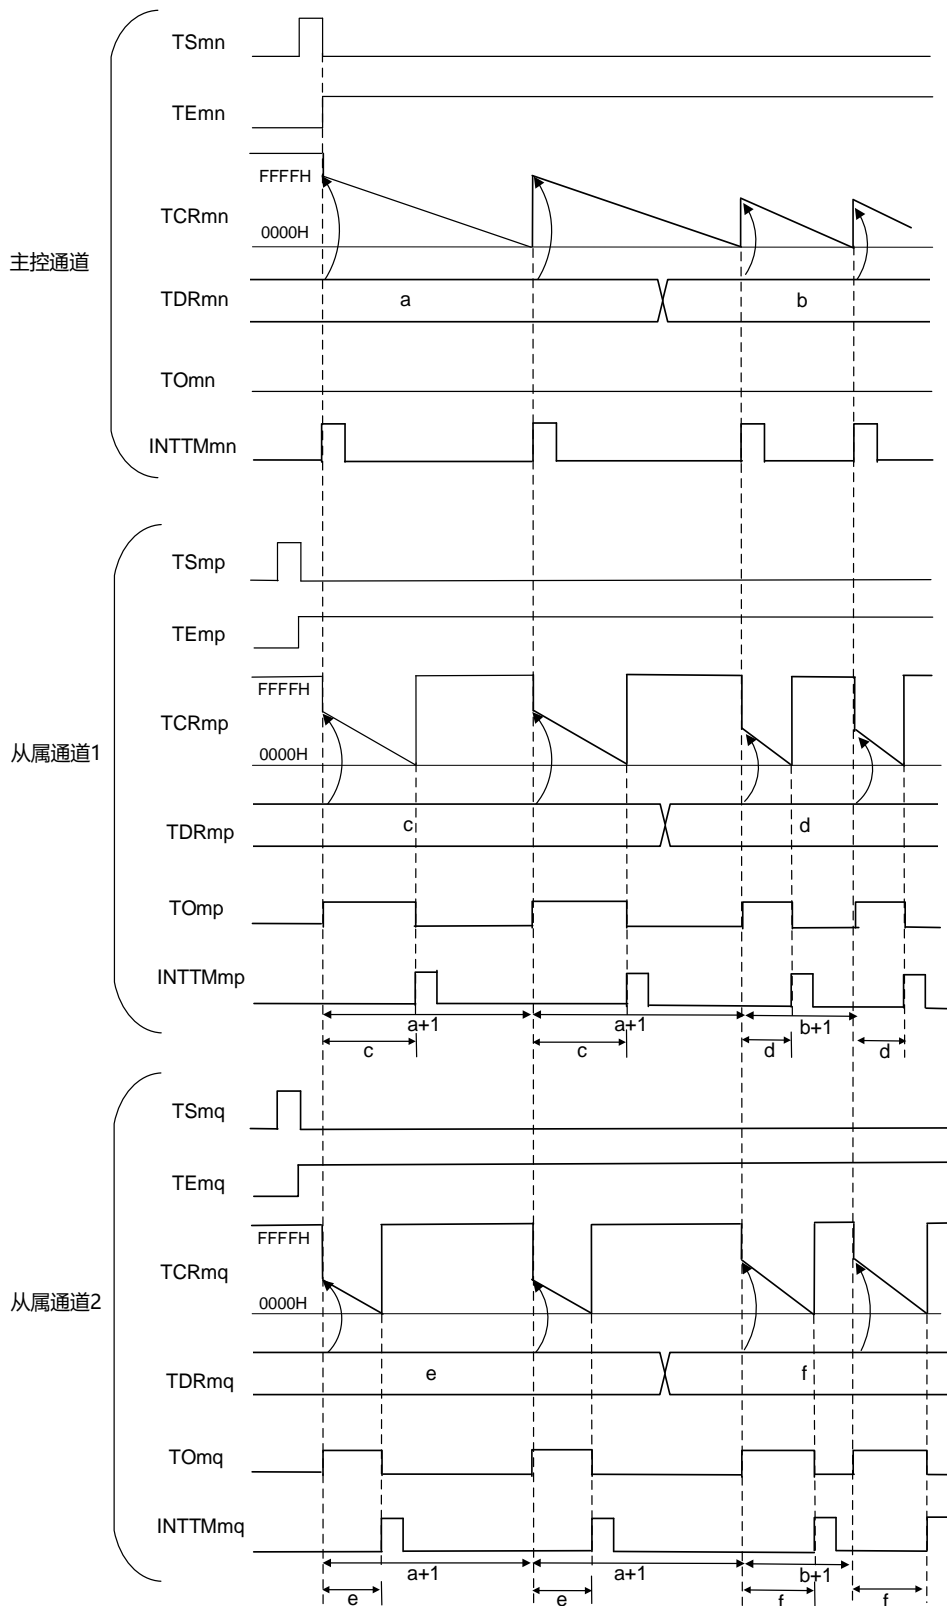 TSmn
TEmn
FFFFH
TCRmn
0000H
主控通道
TDRmn
a
b
TOmn
INTTMmn
TSmp
TEmp
FFFFH
TCRmp
0000H
从属通道1
TDRmp
c
d
TOmp
INTTMmp
a+1
a+1
b+1
c
c
d
d
TSmq
TEmq
FFFFH
TCRmq
0000H
从属通道2
TDRmq
e
f
TOmq
INTTMmq
a+1
a+1
b+1
e
e
f
f